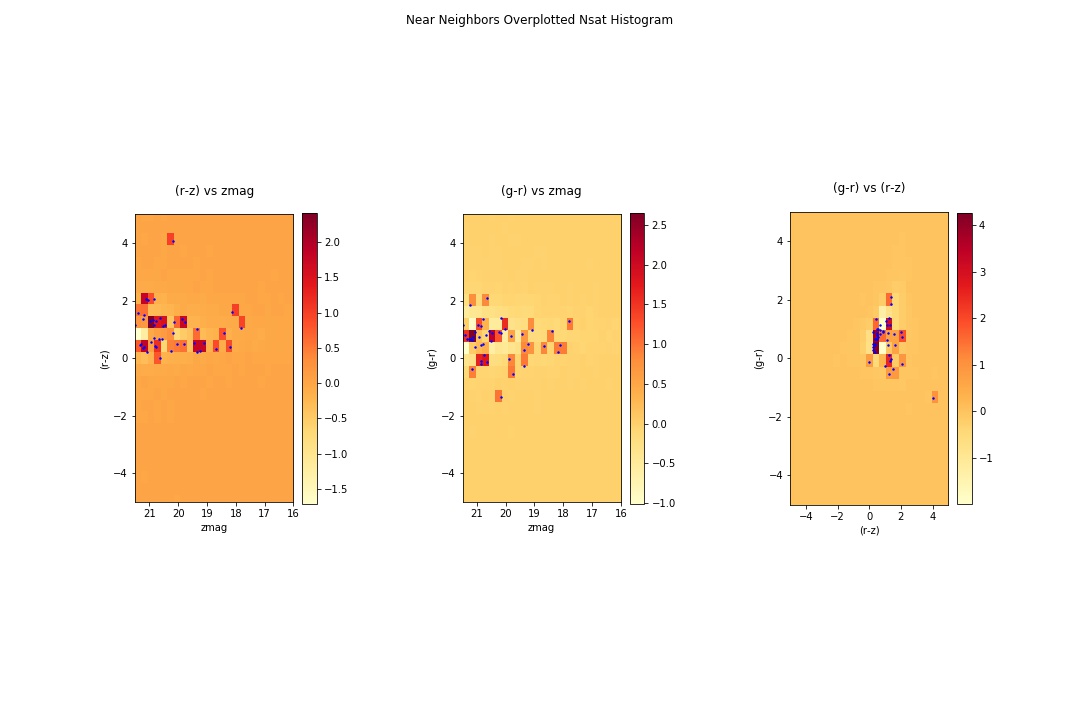 Near Neighbors Overplotted Nsat Histogram
(r-z) vs zmag
(g-r) vs zmag
(g-r) vs (r-z)
4
2
0
−2
−4
(r-z)
21 20 19 18 17 16
zmag
2.0
1.5
1.0
0.5
0.0
−0.5
−1.0
−1.5
4
2
0
−2
−4
(g-r)
21 20 19 18 17 16
zmag
2.5
2.0
1.5
1.0
0.5
0.0
−0.5
−1.0
4
2
0
−2
−4
(g-r)
−4 −2 0 2 4
(r-z)
4
3
2
1
0
−1